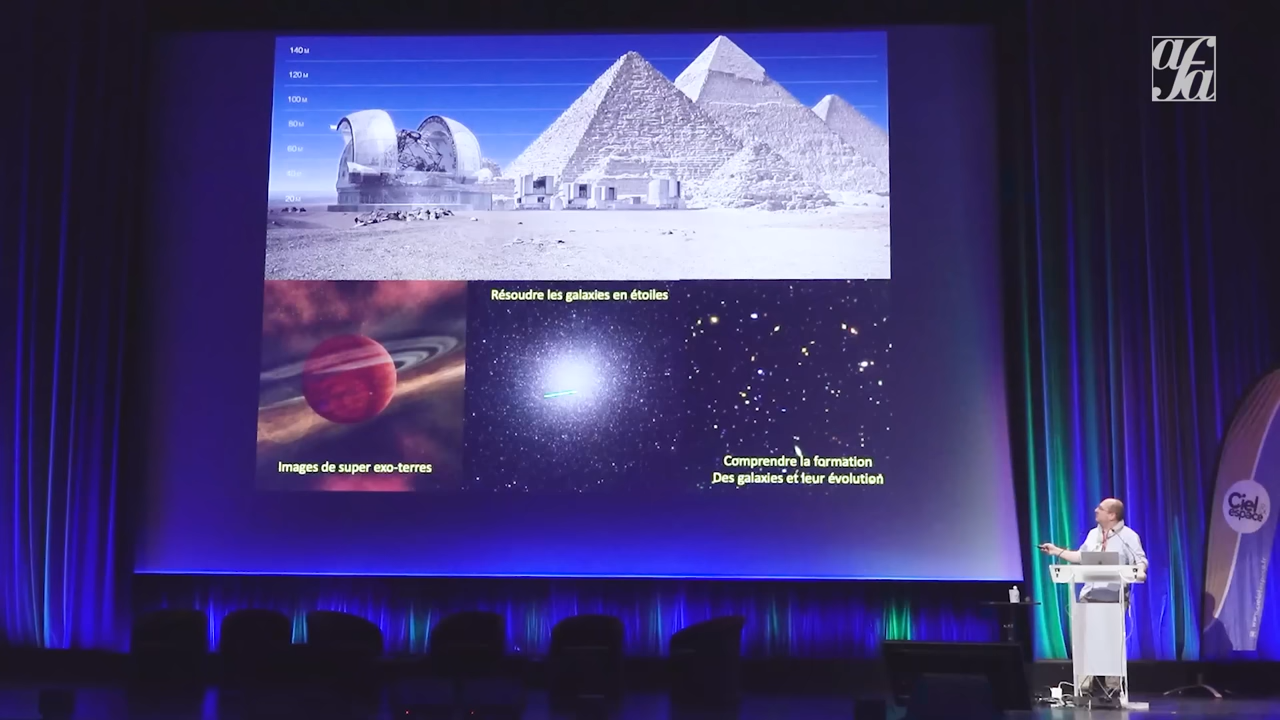 140 M
120 M
100 M
80 M
60 M
40 M
20 M
afa
Résoudre les galaxies en étoiles
Images de super exo-terres
Comprendre la formation
Des galaxies et leur évolution
Ciel &
espace